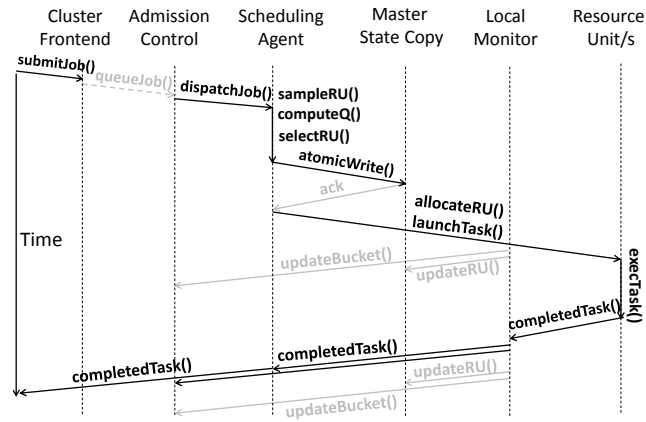 Cluster Frontend
Admission Control
Scheduling Agent
Master State Copy
Local Monitor
Resource Unit/s
submitJob()
queueJob()
dispatchJob()
sampleRU()
computeQ()
selectRU()
atomicWrite()
ack
allocateRU()
launchTask()
Time
updateBucket()
updateRU()
execTask()
completedTask()
completedTask()
completedTask()
updateRU()
updateBucket()